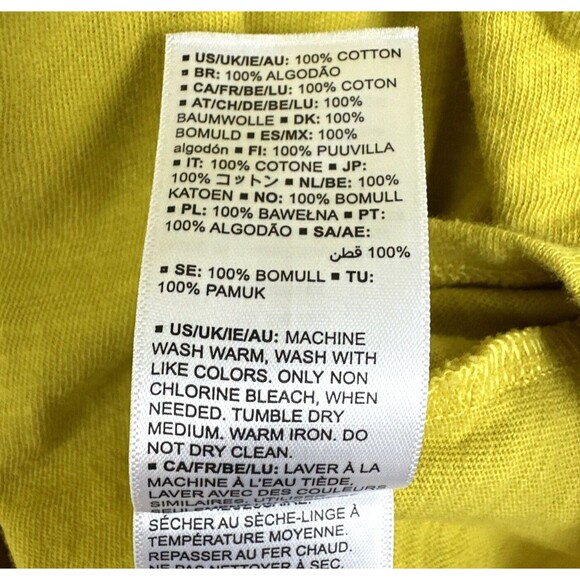 ▪ US/UK/IE/AU: 100% COTTON
▪ BR: 100% ALGODÃO
▪ CA/FR/BE/LU: 100% COTON
▪ AT/CH/DE/BE/LU: 100%
BAUMWOLLE ▪ DK: 100%
BOMULD ▪ ES/MX: 100%
algodón ▪ FI: 100% PUUVILLA
▪ IT: 100% COTONE ▪ JP:
100% コットン ▪ NL/BE: 100%
KATOEN ▪ NO: 100% BOMULL
▪ PL: 100% BAWEŁNA ▪ PT:
100% ALGODÃO ▪ SA/AE:
100% قطن
▪ SE: 100% BOMULL ▪ TU:
100% PAMUK
▪ US/UK/IE/AU: MACHINE
WASH WARM, WASH WITH
LIKE COLORS. ONLY NON
CHLORINE BLEACH, WHEN
NEEDED. TUMBLE DRY
MEDIUM. WARM IRON. DO
NOT DRY CLEAN.
▪ CA/FR/BE/LU: LAVER À LA
MACHINE À L'EAU TIÈDE,
LAVER AVEC DES COULEURS
SIMILAIRES.
SÉCHER AU SÈCHE-LINGE À
TEMPÉRATURE MOYENNE.
REPASSER AU FER CHAUD.
NE PAS NETTOYER À SEC.